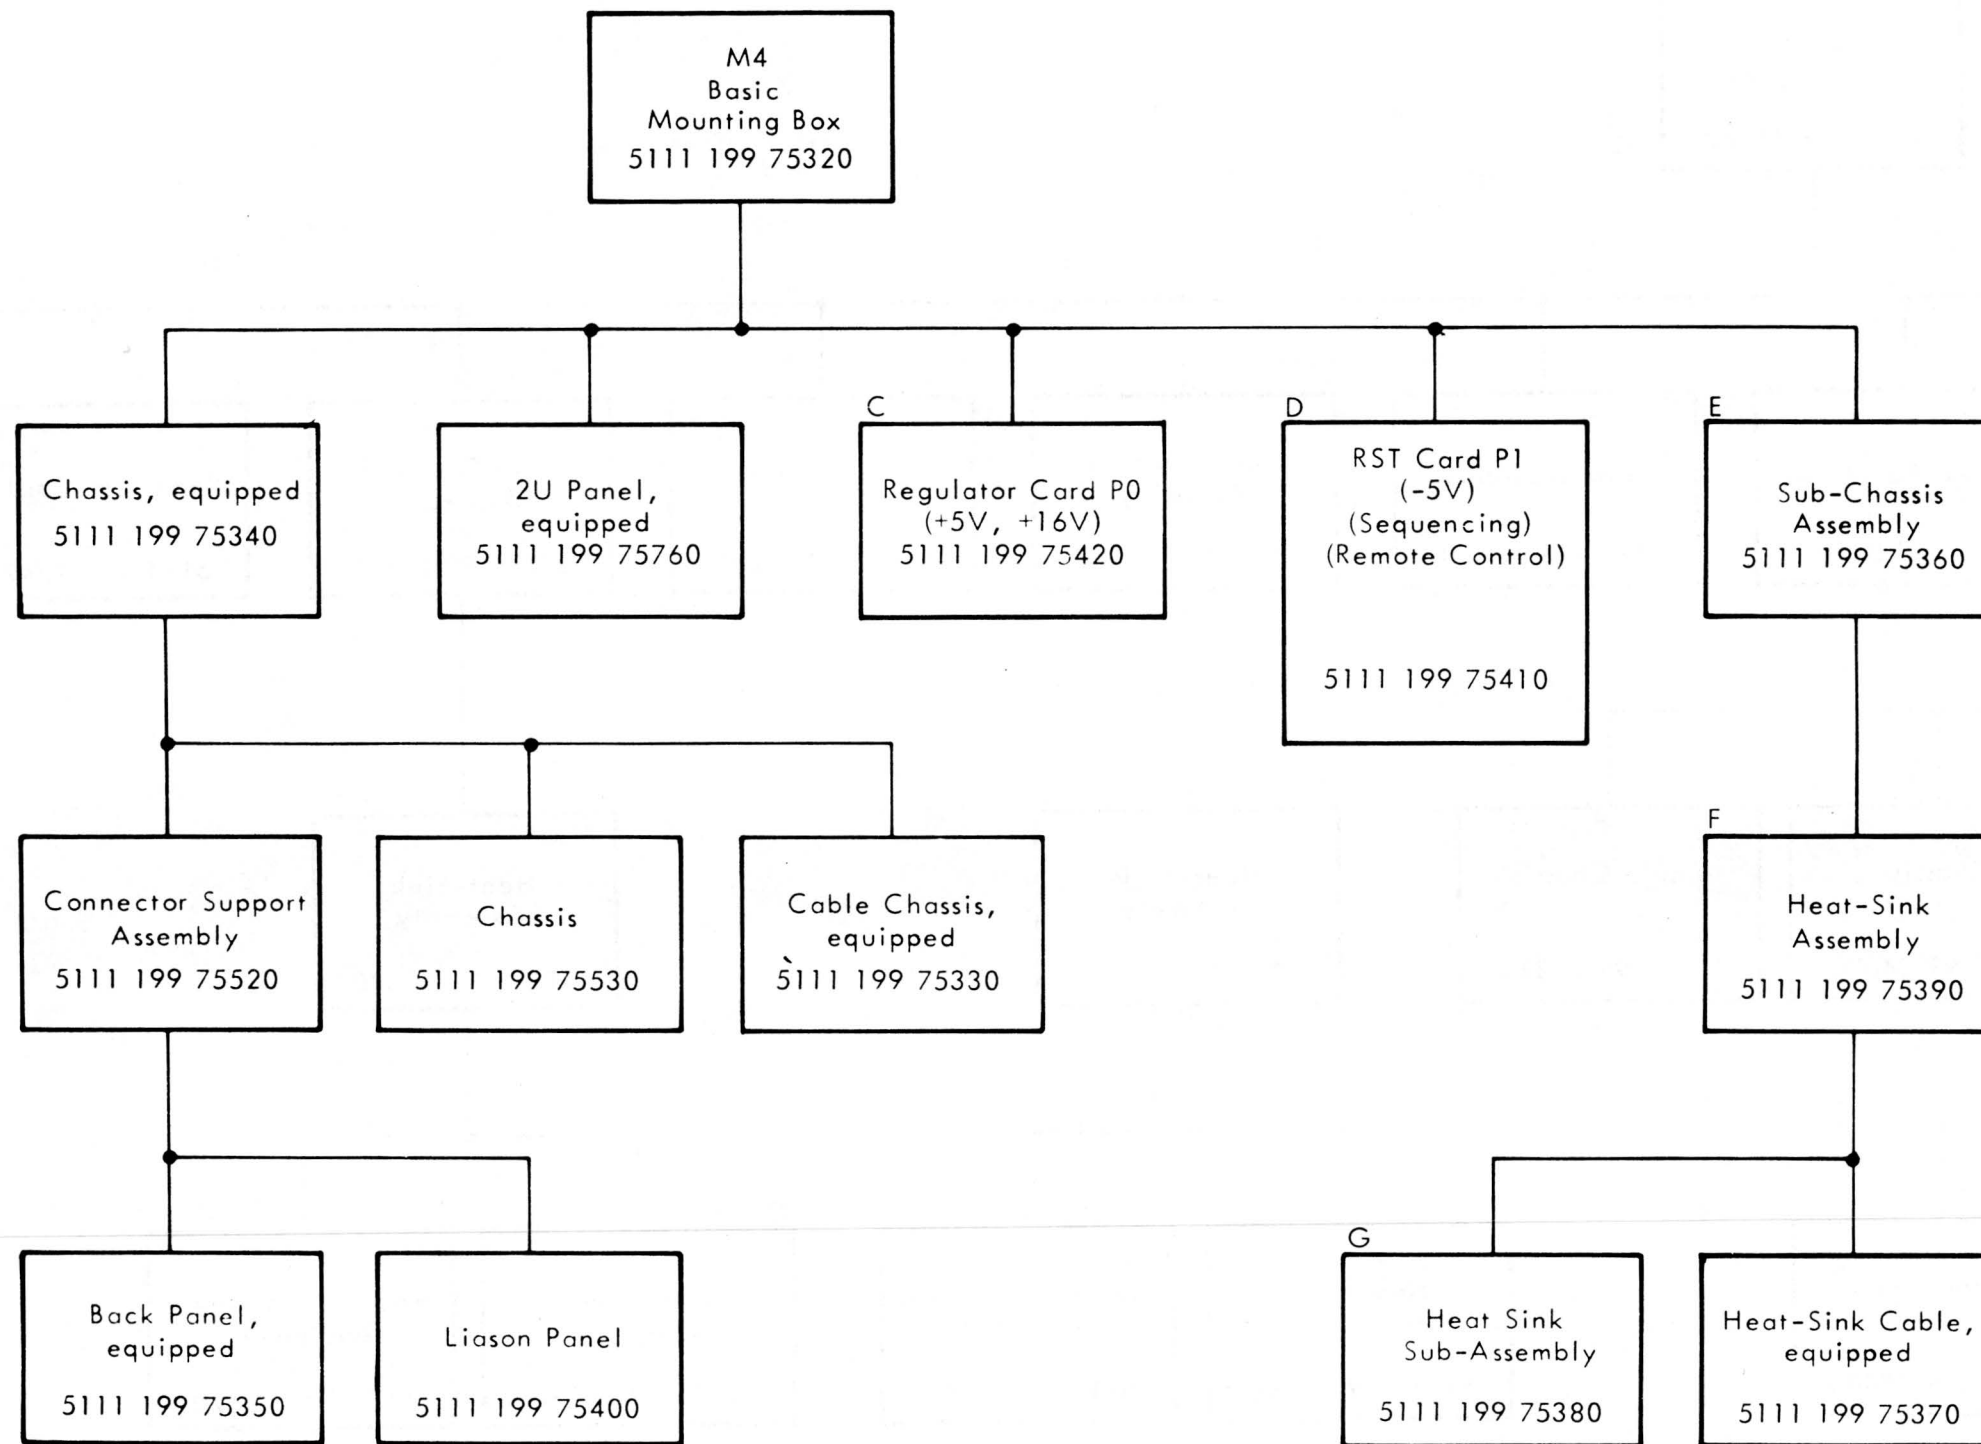 M4
Basic
Mounting Box
5111 199 75320
Chassis, equipped
5111 199 75340
2U Panel,
equipped
5111 199 75760
C
Regulator Card P0
(+5V, +16V)
5111 199 75420
D
RST Card P1
(-5V)
(Sequencing)
(Remote Control)
5111 199 75410
E
Sub-Chassis
Assembly
5111 199 75360
Connector Support
Assembly
5111 199 75520
Chassis
5111 199 75530
Cable Chassis,
equipped
5111 199 75330
F
Heat-Sink
Assembly
5111 199 75390
Back Panel,
equipped
5111 199 75350
Liason Panel
5111 199 75400
G
Heat Sink
Sub-Assembly
5111 199 75380
Heat-Sink Cable,
equipped
5111 199 75370